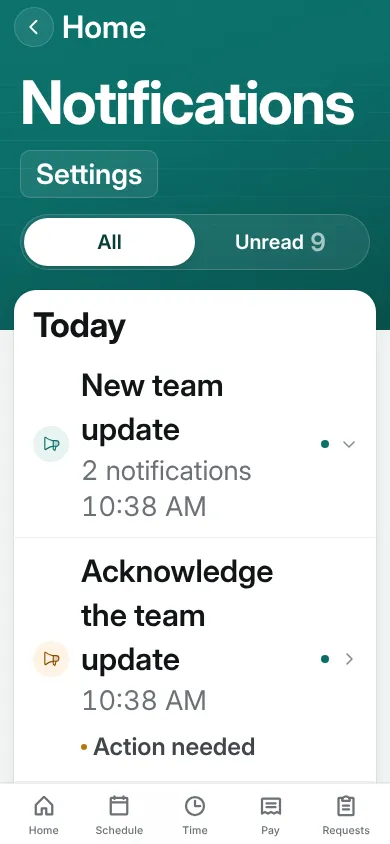 Home
Notifications
Settings
All
Unread 9
Today
New team
update
2 notifications
10:38 AM
Acknowledge
the team
update
10:38 AM
Action needed
Home
Schedule
Time
Pay
Requests